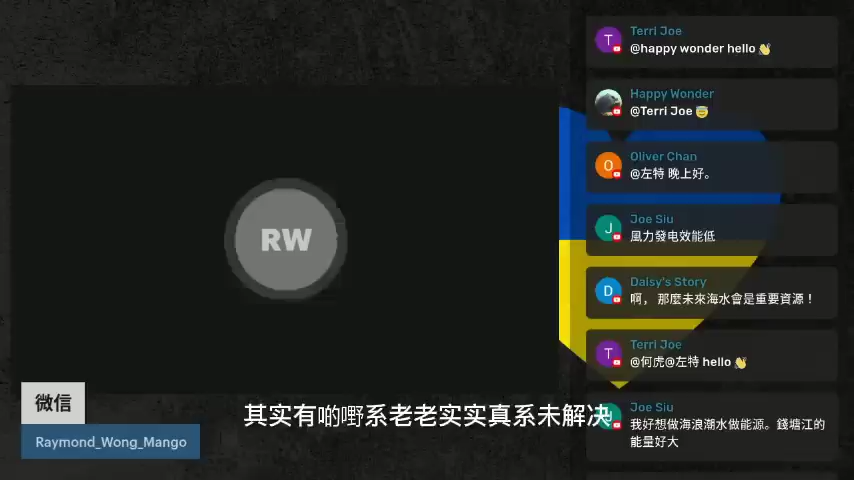 RW
微信
Raymond_Wong_Mango
其实有啲嘢系老老实实真系未解决
T
Terri Joe
@happy wonder hello 👋
Happy Wonder
@Terri Joe 😇
O
Oliver Chan
@左特 晚上好。
J
Joe Siu
風力發电效能低
D
Daisy's Story
啊， 那麼未來海水會是重要資源！
T
Terri Joe
@何虎@左特 hello 👋
Joe Siu
我好想做海浪潮水做能源。錢塘江的
能量好大